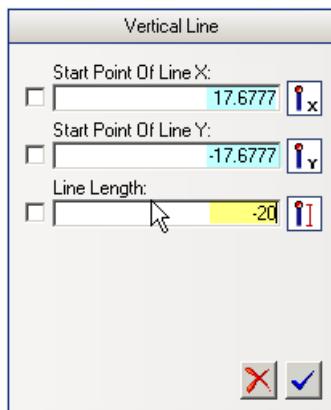 Vertical Line
Start Point Of Line X:
17.6777
X
Start Point Of Line Y:
-17.6777
Y
Line Length:
-20